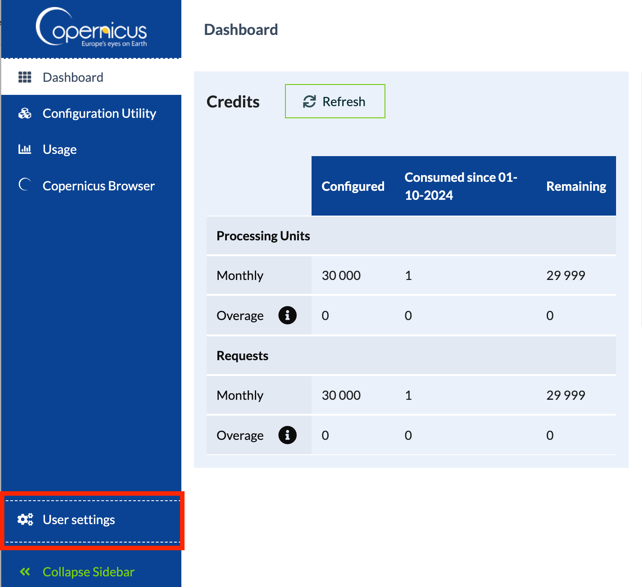 Copernicus
Europe's eyes on Earth
Dashboard
Configuration Utility
Usage
Copernicus Browser
User settings
Collapse Sidebar
Dashboard
Credits
Refresh
Configured
Consumed since 01-
10-2024
Remaining
Processing Units
Monthly 30 000 1 29 999
Overage 0 0 0
Requests
Monthly 30 000 1 29 999
Overage 0 0 0